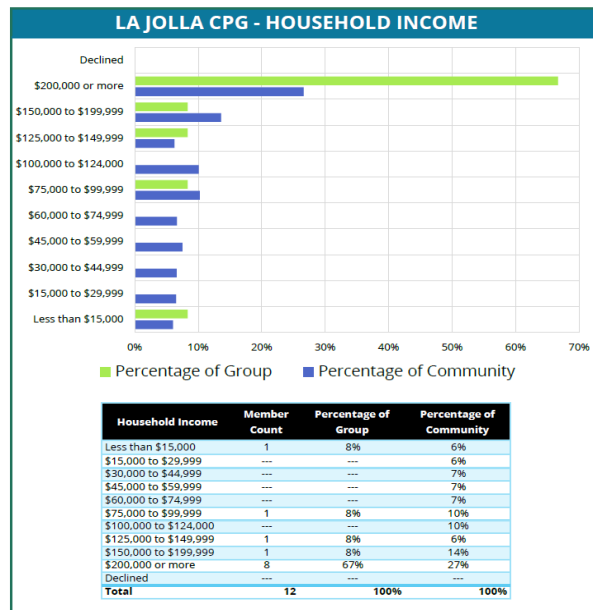 LA JOLLA CPG - HOUSEHOLD INCOME
Declined
$200,000 or more
$150,000 to $199,999
$125,000 to $149,999
$100,000 to $124,000
$75,000 to $99,999
$60,000 to $74,999
$45,000 to $59,999
$30,000 to $44,999
$15,000 to $29,999
Less than $15,000
0% 10% 20% 30% 40% 50% 60% 70%
Percentage of Group Percentage of Community
Household Income Member Count Percentage of Group Percentage of Community
Less than $15,000 1 8% 6%
$15,000 to $29,999 --- --- 6%
$30,000 to $44,999 --- --- 7%
$45,000 to $59,999 --- --- 7%
$60,000 to $74,999 --- --- 7%
$75,000 to $99,999 1 8% 10%
$100,000 to $124,000 --- --- 10%
$125,000 to $149,999 1 8% 6%
$150,000 to $199,999 1 8% 14%
$200,000 or more 8 67% 27%
Declined --- --- ---
Total 12 100% 100%